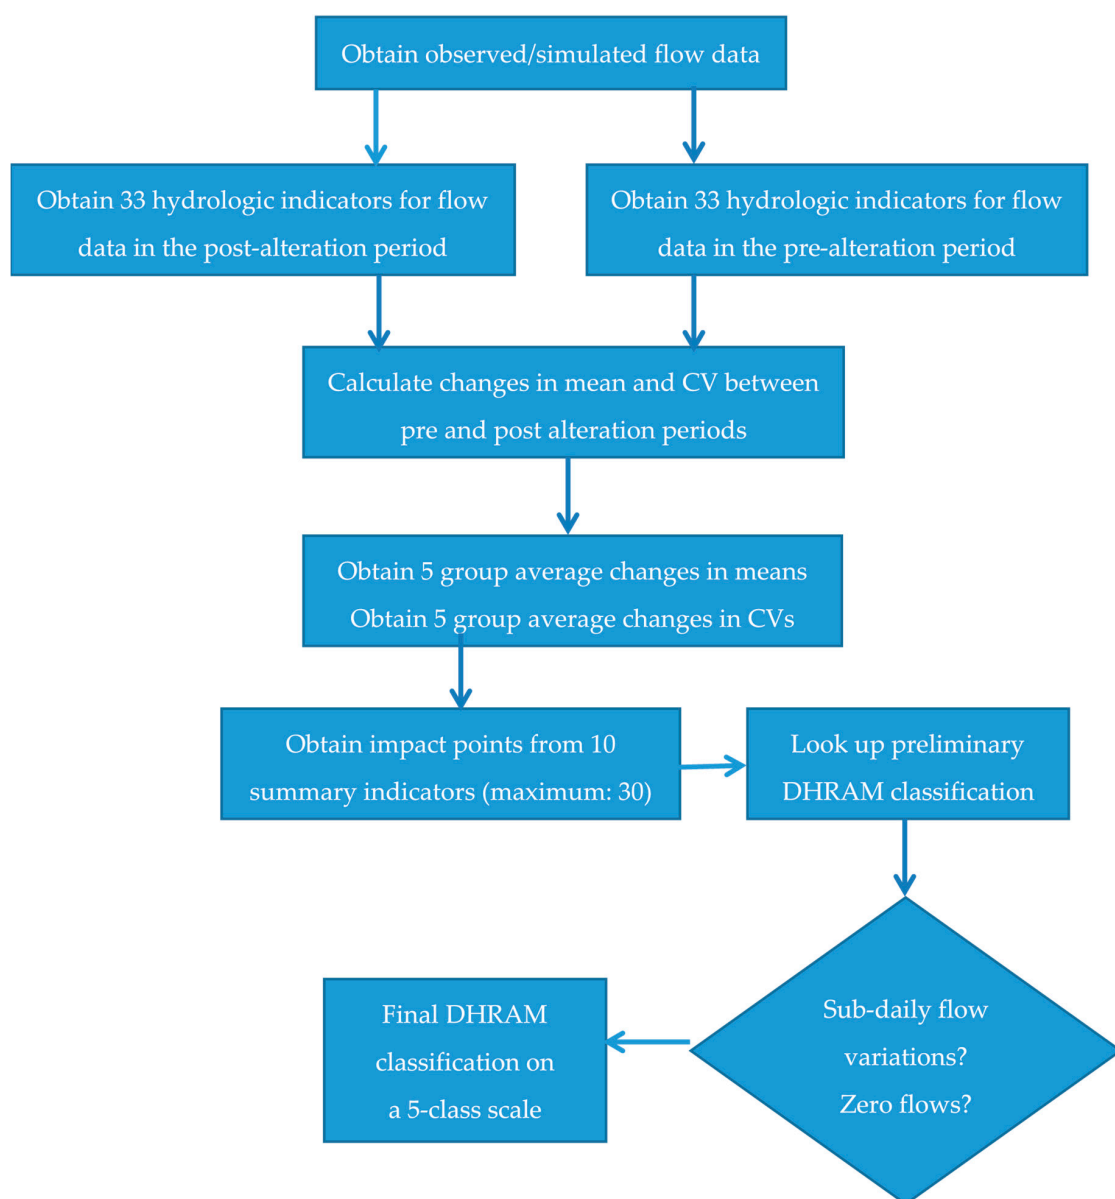 Obtain observed/simulated flow data
Obtain 33 hydrologic indicators for flow
data in the post-alteration period
Obtain 33 hydrologic indicators for flow
data in the pre-alteration period
Calculate changes in mean and CV between
pre and post alteration periods
Obtain 5 group average changes in means
Obtain 5 group average changes in CVs
Obtain impact points from 10
summary indicators (maximum: 30)
Look up preliminary
DHRAM classification
Sub-daily flow
variations?
Zero flows?
Final DHRAM
classification on
a 5-class scale